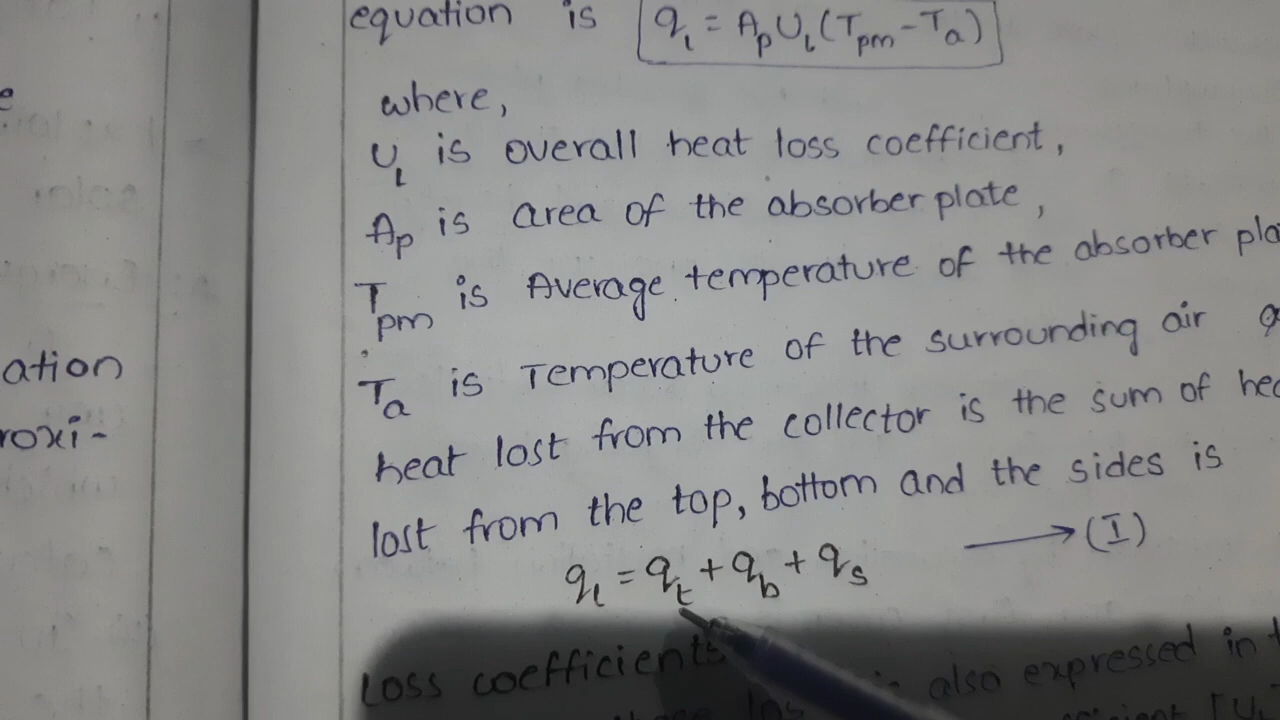 e
ation
roxi-
equation is q_l = A_p U_l (T_pm - T_a)
where,
U_L is overall heat loss coefficient,
A_p is area of the absorber plate,
T_pm is Average temperature of the absorber pla
T_a is Temperature of the surrounding air
heat lost from the collector is the sum of hea
lost from the top, bottom and the sides is
q_l = q_t + q_b + q_s → (I)
Loss coefficients also expressed in t